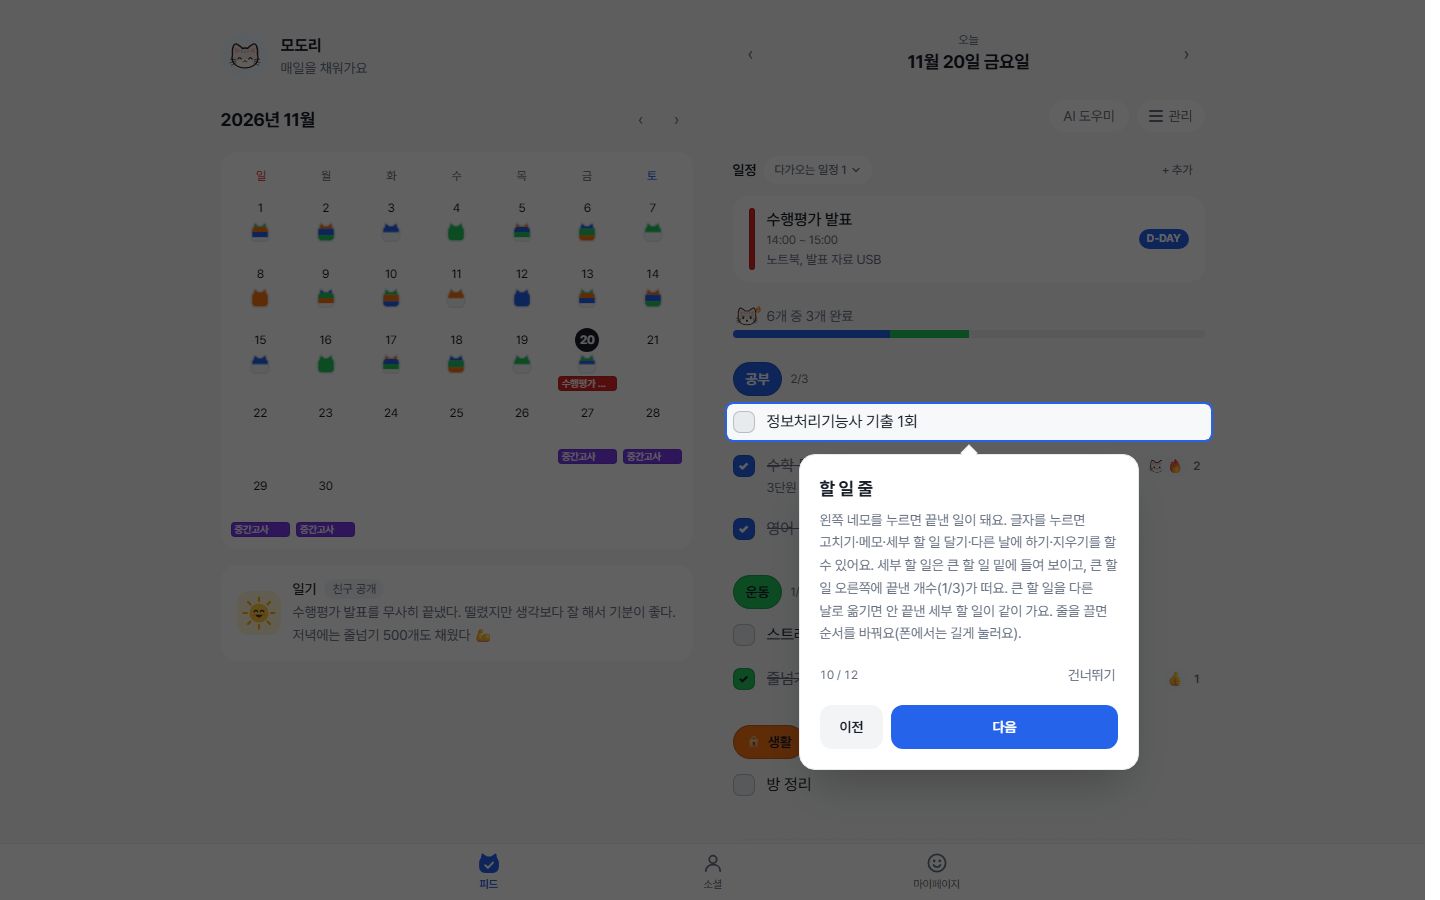 모도리
매일을 채워가요
2026년 11월
‹ ›
일 월 화 수 목 금 토
1 2 3 4 5 6 7
8 9 10 11 12 13 14
15 16 17 18 19 20 21
수행평가 ...
22 23 24 25 26 27 28
중간고사 중간고사
29 30
중간고사 중간고사
일기 친구 공개
수행평가 발표를 무사히 끝냈다. 떨렸지만 생각보다 잘 해서 기분이 좋다.
저녁에는 줄넘기 500개도 채웠다 💪
오늘
‹ 11월 20일 금요일 ›
AI 도우미 관리
일정 다가오는 일정 1 + 추가
수행평가 발표
14:00 – 15:00
노트북, 발표 자료 USB
D-DAY
6개 중 3개 완료
공부 2/3
정보처리기능사 기출 1회
수학 2
3단원
영어
운동 1/
스트
줄넘 1
생활
방 정리
할 일 줄
왼쪽 네모를 누르면 끝낸 일이 돼요. 글자를 누르면
고치기·메모·세부 할 일 달기·다른 날에 하기·지우기를 할
수 있어요. 세부 할 일은 큰 할 일 밑에 들여 보이고, 큰 할
일 오른쪽에 끝낸 개수(1/3)가 떠요. 큰 할 일을 다른
날로 옮기면 안 끝낸 세부 할 일이 같이 가요. 줄을 끌면
순서를 바꿔요(폰에서는 길게 눌러요).
10 / 12 건너뛰기
이전 다음
피드 소셜 마이페이지